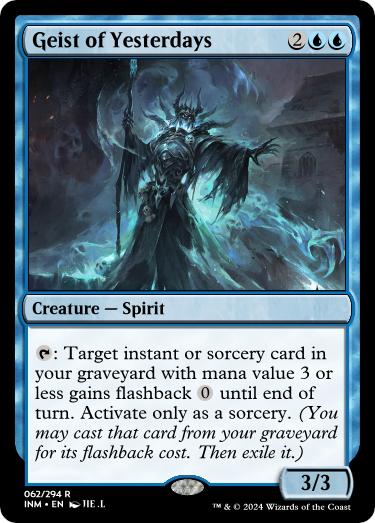 Geist of Yesterdays 2UU
Creature — Spirit
T: Target instant or sorcery card in
your graveyard with mana value 3 or
less gains flashback 0 until end of
turn. Activate only as a sorcery. (You
may cast that card from your graveyard
for its flashback cost. Then exile it.)
3/3
062/294 R
INM • EN
™ & © 2024 Wizards of the Coast